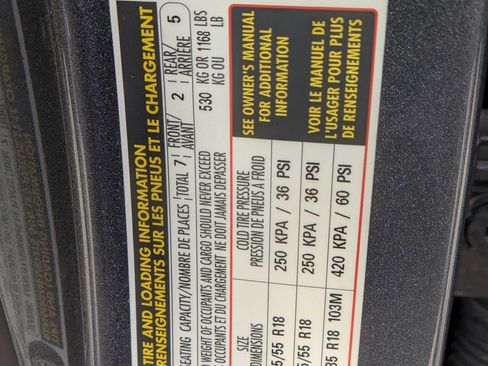 TIRE AND LOADING INFORMATION
RENSEIGNEMENTS SUR LES PNEUS ET LE CHARGEMENT
SEATING CAPACITY/NOMBRE DE PLACES TOTAL 7 FRONT/ AVANT 2 REAR/ ARRIÈRE 5
WEIGHT OF OCCUPANTS AND CARGO SHOULD NEVER EXCEED 530 KG OR 1168 LBS
OCCUPANTS ET DU CHARGEMENT NE DOIT JAMAIS DEPASSER KG OU LB
SIZE
DIMENSIONS
COLD TIRE PRESSURE
PRESSION DE PNEUS À FROID
5/55 R18 250 KPA / 36 PSI
5/55 R18 250 KPA / 36 PSI
R18 103M 420 KPA / 60 PSI
SEE OWNER'S MANUAL
FOR ADDITIONAL
INFORMATION
VOIR LE MANUEL DE
L'USAGER POUR PLUS
DE RENSEIGNEMENTS